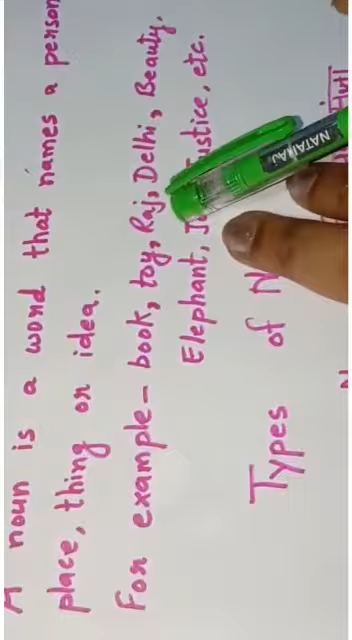 A noun is a word that names a person
place, thing or idea.
For example - book, toy, Raj, Delhi, Beauty,
Elephant, Justice, etc.
Types of
NATARAJ